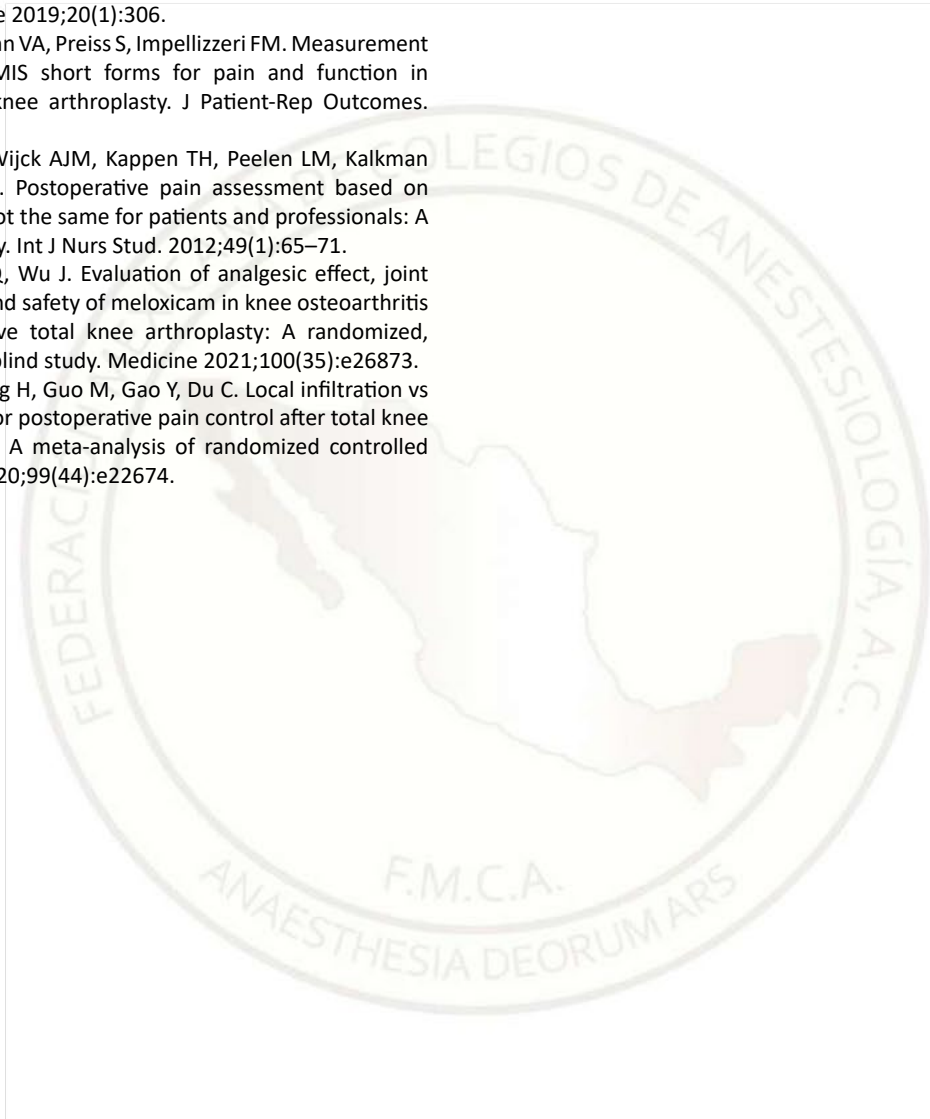 e 2019;20(1):306.
n VA, Preiss S, Impellizzeri FM. Measurement
MIS short forms for pain and function in
knee arthroplasty. J Patient-Rep Outcomes.
Wijck AJM, Kappen TH, Peelen LM, Kalkman
. Postoperative pain assessment based on
ot the same for patients and professionals: A
y. Int J Nurs Stud. 2012;49(1):65–71.
Q, Wu J. Evaluation of analgesic effect, joint
nd safety of meloxicam in knee osteoarthritis
ve total knee arthroplasty: A randomized,
blind study. Medicine 2021;100(35):e26873.
g H, Guo M, Gao Y, Du C. Local infiltration vs
or postoperative pain control after total knee
A meta-analysis of randomized controlled
20;99(44):e22674.
FEDERACIÓN MEXICANA DE COLEGIOS DE ANESTESIOLOGÍA, A.C.
F.M.C.A.
ANAESTHESIA DEORUM ARS